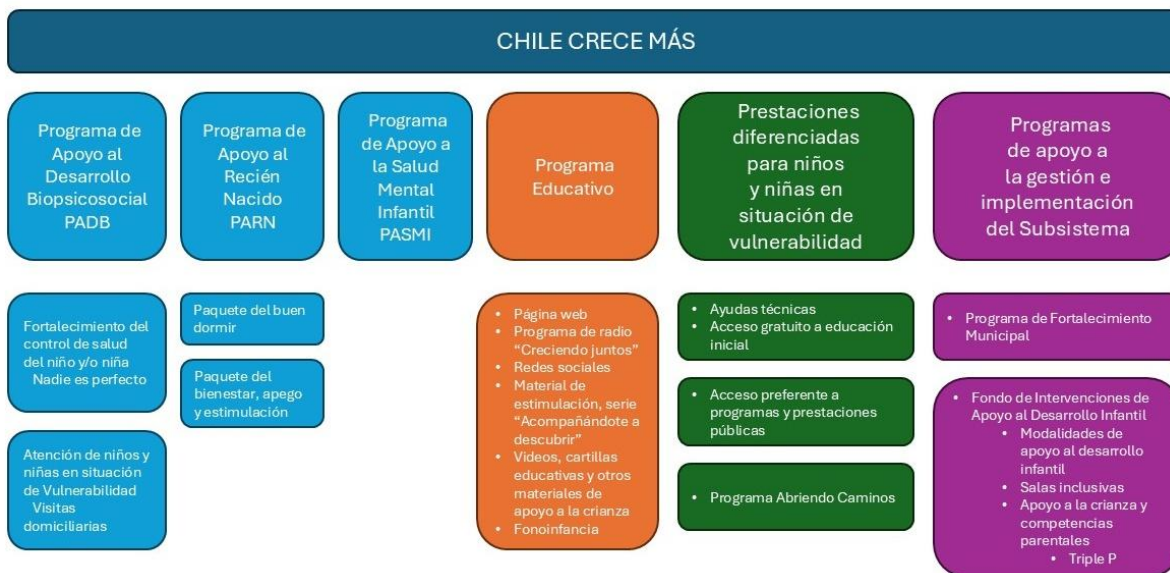 CHILE CRECE MÁS
Programa de
Apoyo al
Desarrollo
Biopsicosocial
PADB
Programa de
Apoyo al
Recién
Nacido
PARN
Programa
de Apoyo a
la Salud
Mental
Infantil
PASMI
Programa
Educativo
Prestaciones
diferenciadas
para niños
y niñas en
situación de
vulnerabilidad
Programas
de apoyo a
la gestión e
implementación
del Subsistema
Fortalecimiento del
control de salud
del niño y/o niña
Nadie es perfecto
Atención de niños y
niñas en situación
de Vulnerabilidad
Visitas
domiciliarias
Paquete del buen
dormir
Paquete del
bienestar, apego
y estimulación
• Página web
• Programa de radio
"Creciendo juntos"
• Redes sociales
• Material de
estimulación, serie
"Acompañándote a
descubrir"
• Videos, cartillas
educativas y otros
materiales de
apoyo a la crianza
• Fonoinfancia
• Ayudas técnicas
• Acceso gratuito a educación
inicial
• Acceso preferente a
programas y prestaciones
públicas
• Programa Abriendo Caminos
• Programa de Fortalecimiento
Municipal
• Fondo de Intervenciones de
Apoyo al Desarrollo Infantil
• Modalidades de
apoyo al desarrollo
infantil
• Salas inclusivas
• Apoyo a la crianza y
competencias
parentales
• Triple P